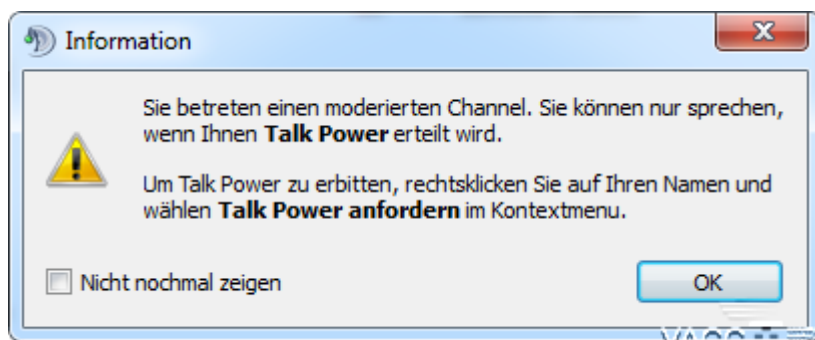 Information
Sie betreten einen moderierten Channel. Sie können nur sprechen,
wenn Ihnen Talk Power erteilt wird.
Um Talk Power zu erbitten, rechtsklicken Sie auf Ihren Namen und
wählen Talk Power anfordern im Kontextmenu.
Nicht nochmal zeigen
OK